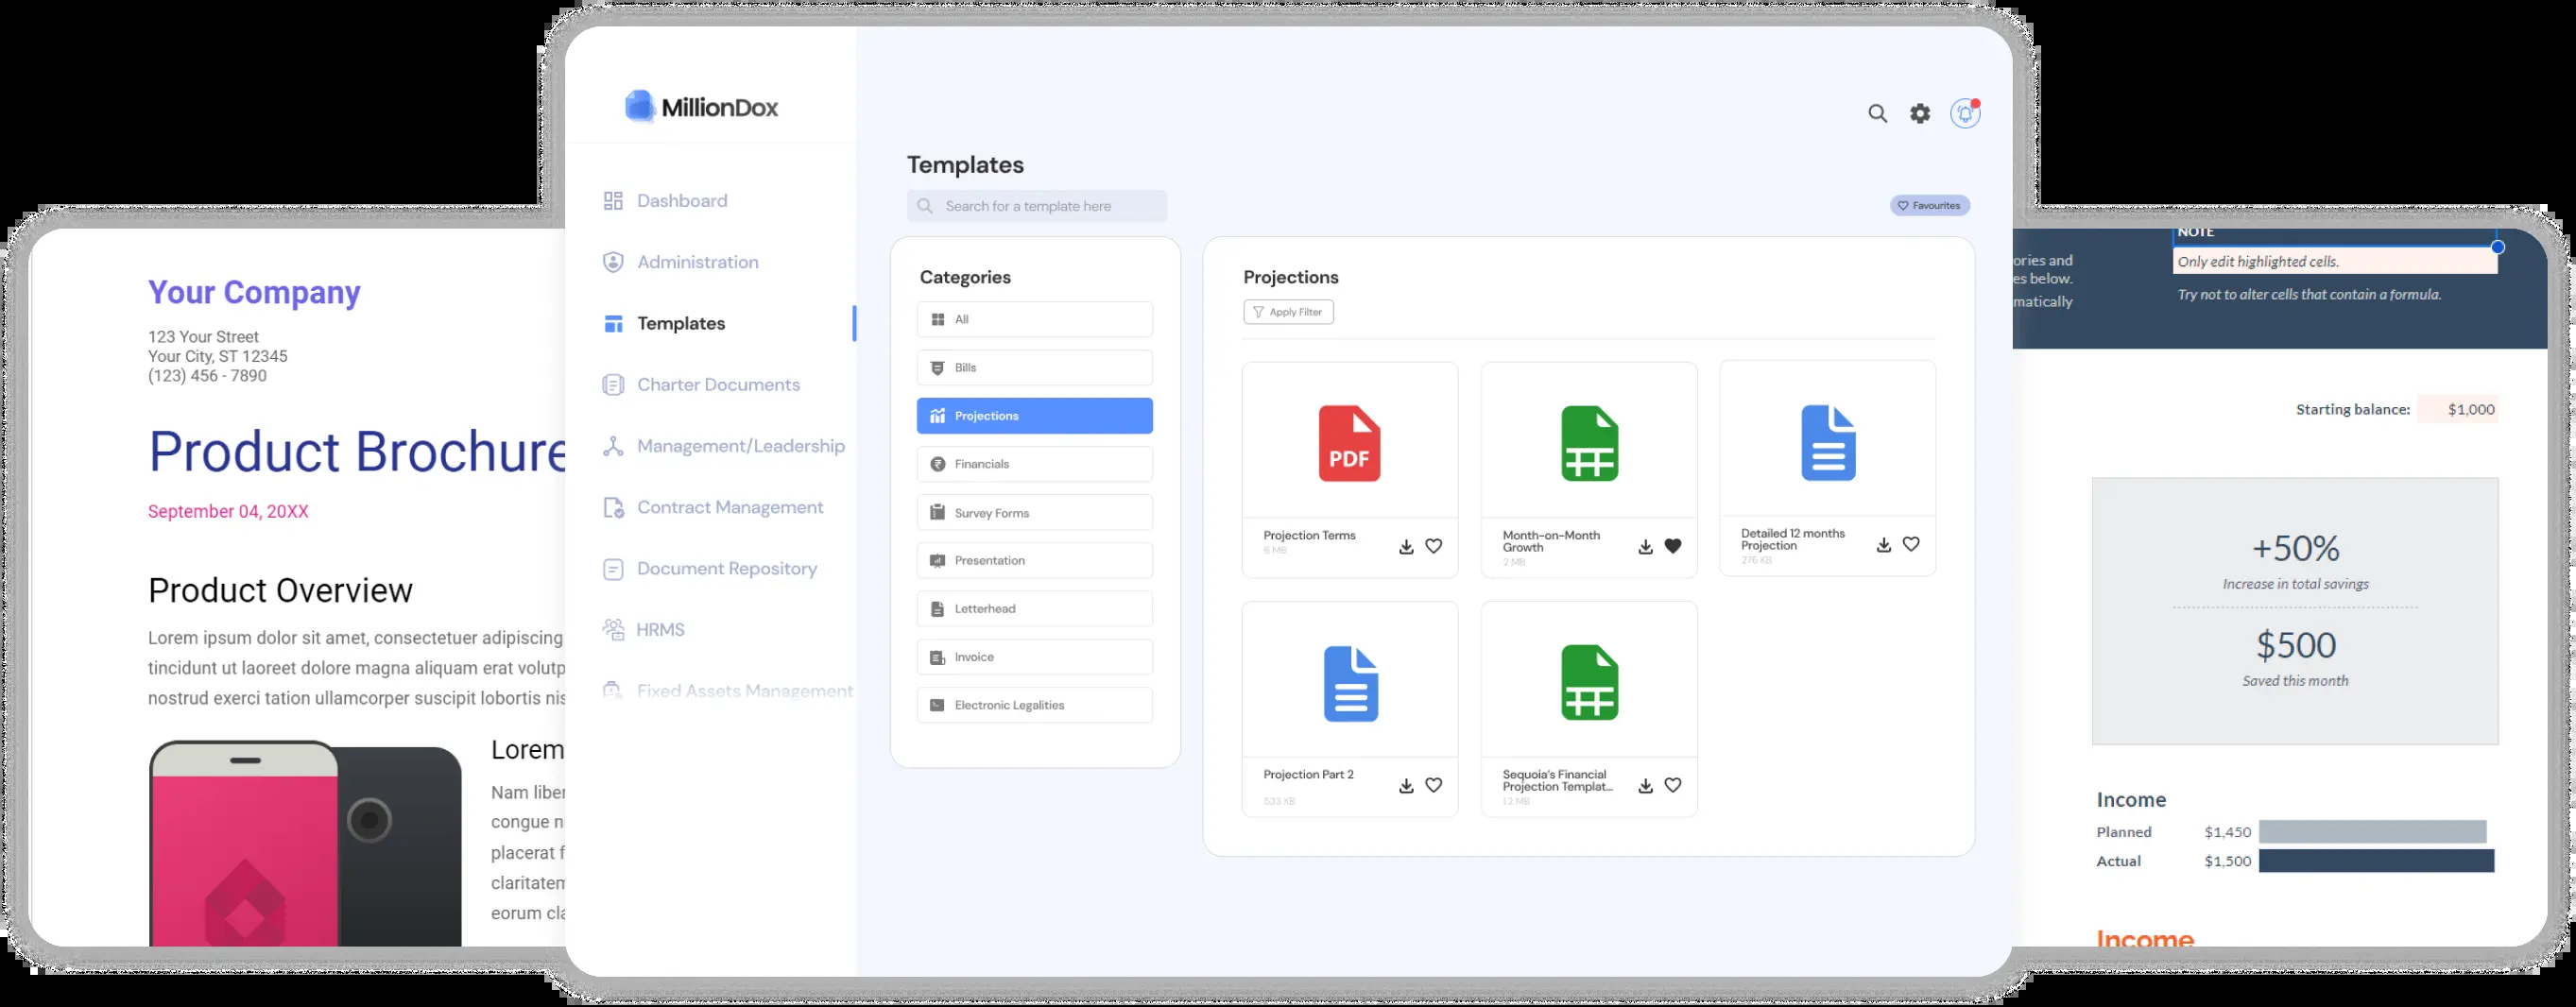 Your Company
123 Your Street
Your City, ST 12345
(123) 456 - 7890
Product Brochure
September 04, 20XX
Product Overview
Lorem ipsum dolor sit amet, consectetuer adipiscing
tincidunt ut laoreet dolore magna aliquam erat volutp
nostrud exerci tation ullamcorper suscipit lobortis nis
Lorem
Nam liber
congue n
placerat f
claritatem
eorum cla
MillionDox
Dashboard
Administration
Templates
Charter Documents
Management/Leadership
Contract Management
Document Repository
HRMS
Fixed Assets Management
Templates
Search for a template here
Favourites
Categories
All
Bills
Projections
Financials
Survey Forms
Presentation
Letterhead
Invoice
Electronic Legalities
Projections
Apply Filter
PDF
Projection Terms
6 MB
Month-on-Month
Growth
2 MB
Detailed 12 months
Projection
276 KB
Projection Part 2
533 KB
Sequoia's Financial
Projection Templat...
1.2 MB
NOTE
ories and
Only edit highlighted cells.
es below.
Try not to alter cells that contain a formula.
matically
Starting balance: $1,000
+50%
Increase in total savings
$500
Saved this month
Income
Planned $1,450
Actual $1,500
Income